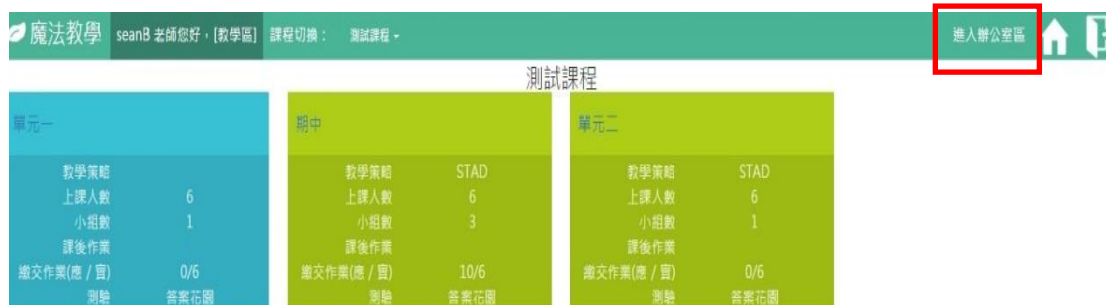 魔法教學 seanB 老師您好，[教學區] 課程切換： 測試課程 進入辦公室區
測試課程
單元一 期中 單元二
教學策略 教學策略 STAD 教學策略 STAD
上課人數 6 上課人數 6 上課人數 6
小組數 1 小組數 3 小組數 1
課後作業 課後作業 課後作業
繳交作業(應 / 實) 0/6 繳交作業(應 / 實) 10/6 繳交作業(應 / 實) 0/6
測驗 答案花園 測驗 答案花園 測驗 答案花園